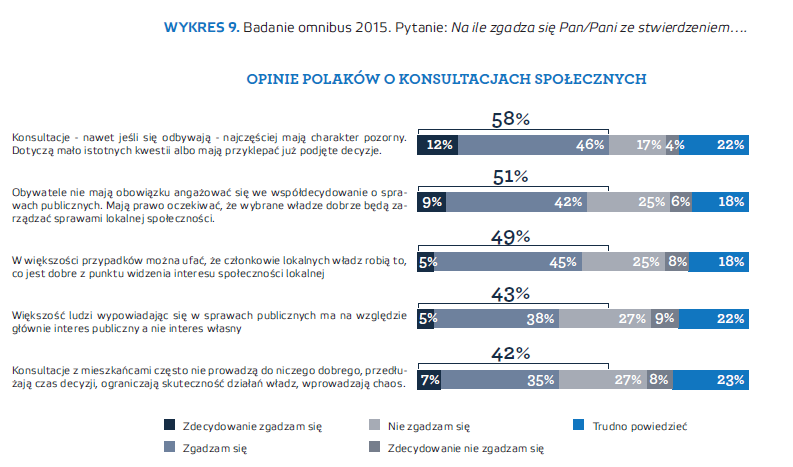 WYKRES 9. Badanie omnibus 2015. Pytanie: Na ile zgadza się Pan/Pani ze stwierdzeniem….
OPINIE POLAKÓW O KONSULTACJACH SPOŁECZNYCH
58%
Konsultacje - nawet jeśli się odbywają - najczęściej mają charakter pozorny.
Dotyczą mało istotnych kwestii albo mają przyklepać już podjęte decyzje.
12% 46% 17% 4% 22%
51%
Obywatele nie mają obowiązku angażować się we współdecydowanie o spra-
wach publicznych. Mają prawo oczekiwać, że wybrane władze dobrze będą za-
rządzać sprawami lokalnej społeczności.
9% 42% 25% 6% 18%
49%
W większości przypadków można ufać, że członkowie lokalnych władz robią to,
co jest dobre z punktu widzenia interesu społeczności lokalnej
5% 45% 25% 8% 18%
43%
Większość ludzi wypowiadając się w sprawach publicznych ma na względzie
głównie interes publiczny a nie interes własny
5% 38% 27% 9% 22%
42%
Konsultacje z mieszkańcami często nie prowadzą do niczego dobrego, przedłu-
żają czas decyzji, ograniczają skuteczność działań władz, wprowadzają chaos.
7% 35% 27% 8% 23%
Zdecydowanie zgadzam się
Nie zgadzam się
Trudno powiedzieć
Zgadzam się
Zdecydowanie nie zgadzam się